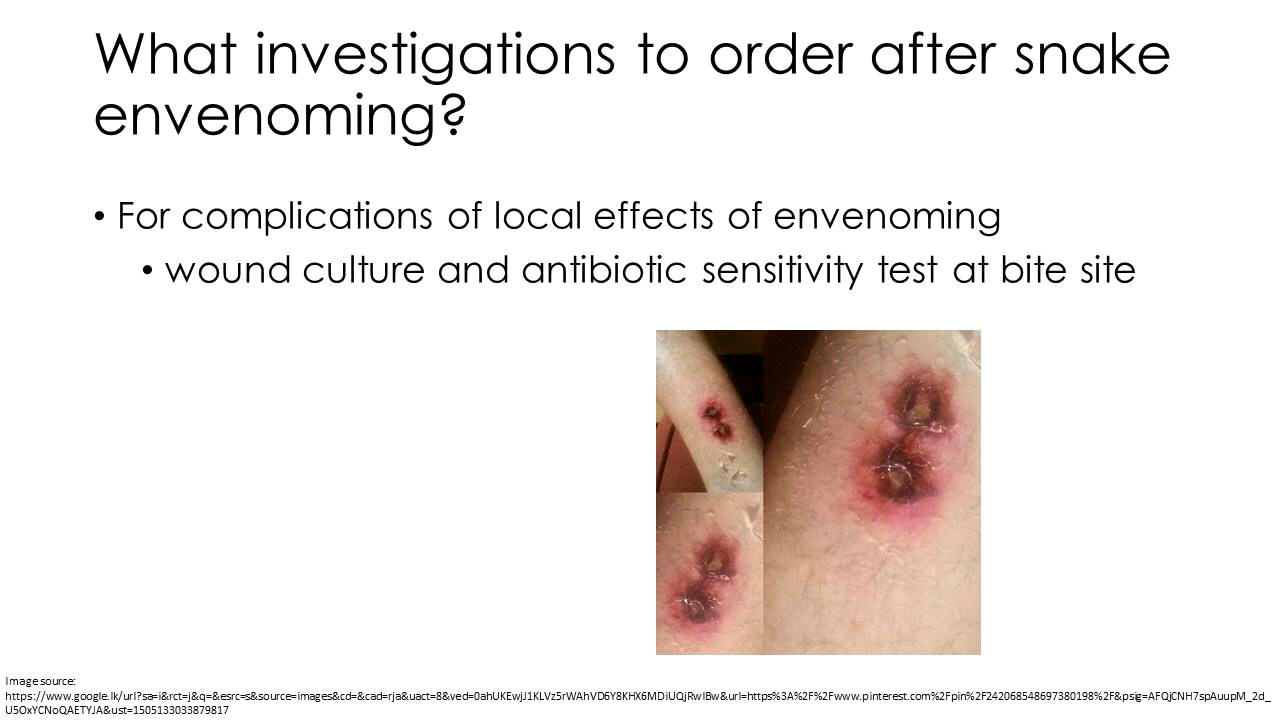 What investigations to order after snake
envenoming?
• For complications of local effects of envenoming
• wound culture and antibiotic sensitivity test at bite site
Image source:
https://www.google.lk/url?sa=i&rct=j&q=&esrc=s&source=images&cd=&cad=rja&uact=8&ved=0ahUKEwjJ1KLVz5rWAhVD6Y8KHX6MDiUQjRwIBw&url=https%3A%2F%2Fwww.pinterest.com%2Fpin%2F242068548697380198%2F&psig=AFQjCNH7spAuupM_2d_
U5OxYCNoQAETYJA&ust=1505133033879817